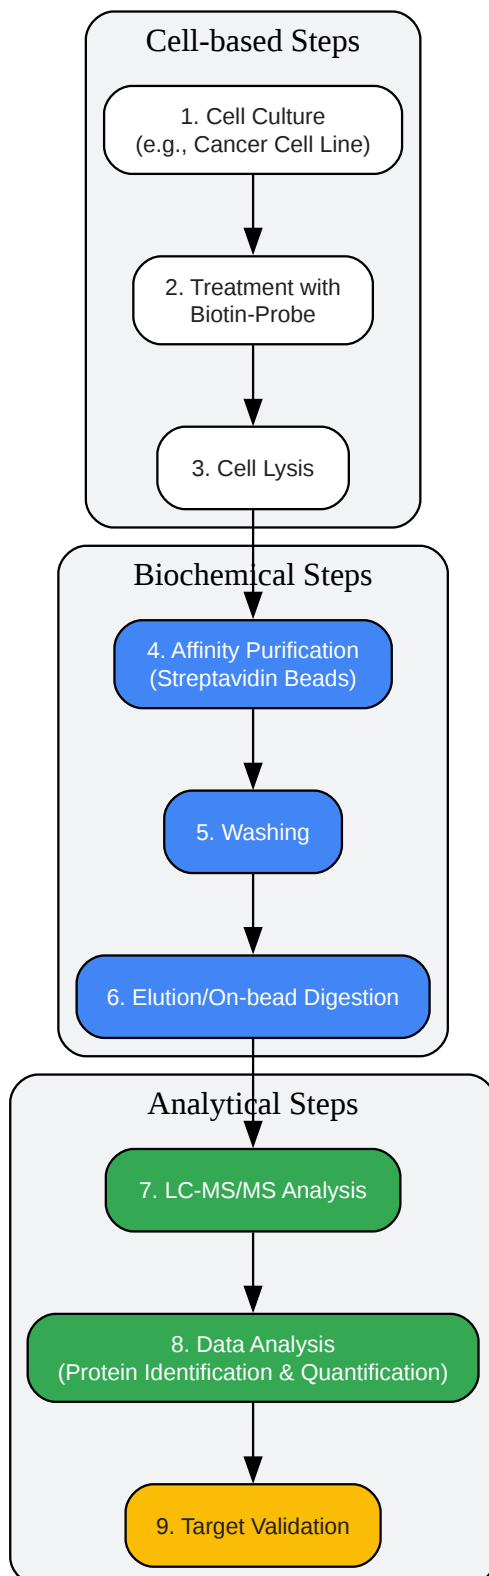 Cell-based Steps
1. Cell Culture
(e.g., Cancer Cell Line)
2. Treatment with
Biotin-Probe
3. Cell Lysis
Biochemical Steps
4. Affinity Purification
(Streptavidin Beads)
5. Washing
6. Elution/On-bead Digestion
Analytical Steps
7. LC-MS/MS Analysis
8. Data Analysis
(Protein Identification & Quantification)
9. Target Validation